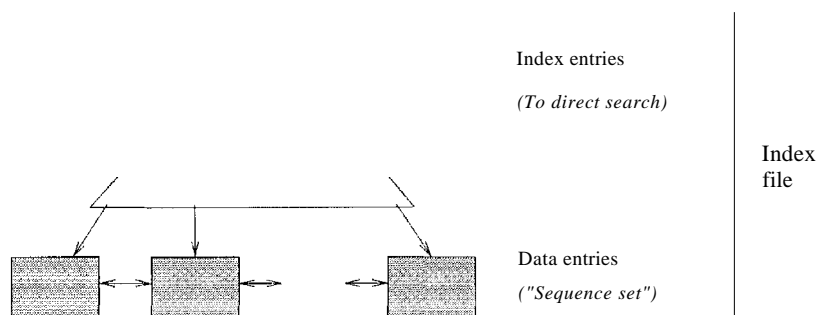 Index entries
(To direct search)
Index
file
Data entries
("Sequence set")